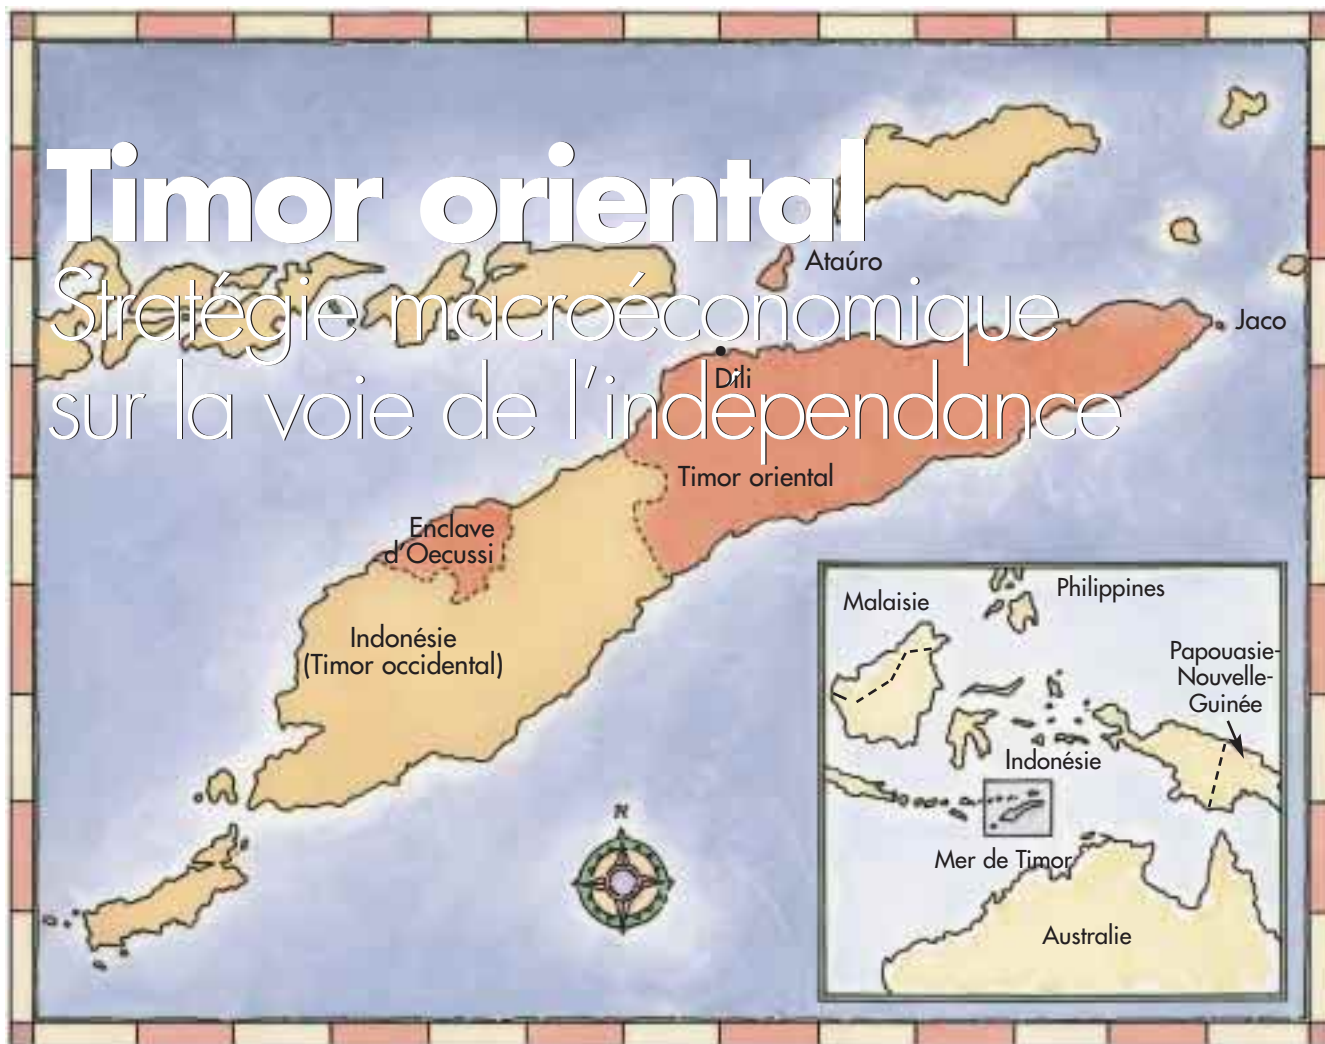 Timor oriental
Stratégie macroéconomique
sur la voie de l'indépendance
Ataúro
Jaco
Dili
Timor oriental
Enclave
d'Oecussi
Indonésie
(Timor occidental)
N
Malaisie
Philippines
Papouasie-
Nouvelle-
Guinée
Indonésie
Mer de Timor
Australie